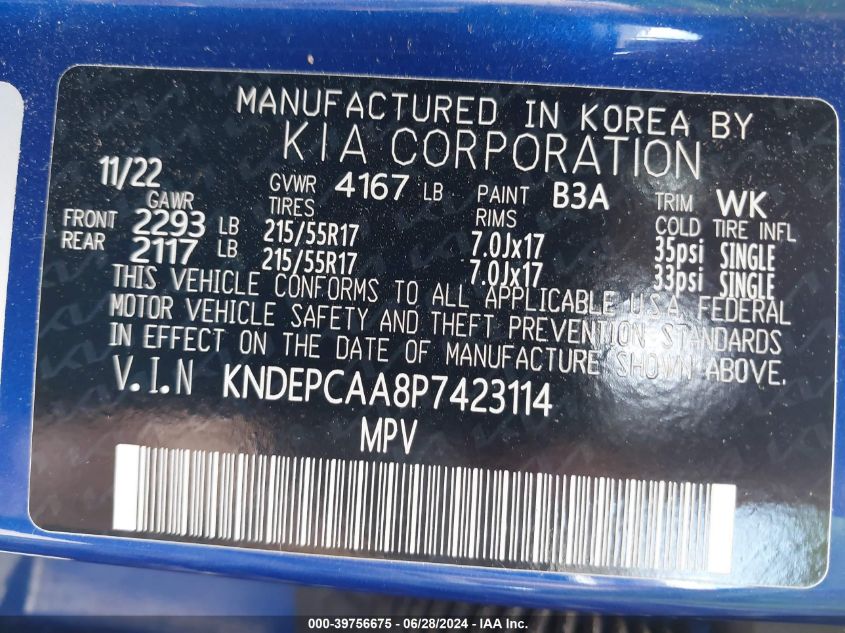 MANUFACTURED IN KOREA BY
KIA CORPORATION
11/22 GVWR 4167 LB PAINT B3A TRIM WK
GAWR TIRES RIMS COLD TIRE INFL
FRONT 2293 LB 215/55R17 7.0Jx17 35psi SINGLE
REAR 2117 LB 215/55R17 7.0Jx17 33psi SINGLE
THIS VEHICLE CONFORMS TO ALL APPLICABLE U.S.A. FEDERAL
MOTOR VEHICLE SAFETY AND THEFT PREVENTION STANDARDS
IN EFFECT ON THE DATE OF MANUFACTURE SHOWN ABOVE.
V.I.N KNDEPCAA8P7423114
MPV
000-39756675 / 06/28/2024 - IAA Inc.